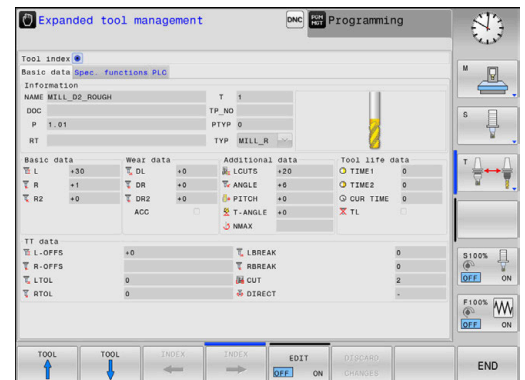 Expanded tool management DNC PGM MGT Programming
Tool index
Basic data Spec. functions PLC
Information
NAME MILL_D2_ROUGH T 1
DOC TP_NO
P 1.01 PTYP 0
RT TYP MILL_R
Basic data Wear data Additional data Tool life data
L +30 DL +0 LCUTS +20 TIME1 0
R +1 DR +0 ANGLE +6 TIME2 0
R2 +0 DR2 +0 PITCH +0 CUR TIME 0
ACC T-ANGLE +0 TL
NMAX
TT data
L-OFFS +0 LBREAK 0
R-OFFS RBREAK 0
LTOL 0 CUT 2
RTOL 0 DIRECT -
M
S
T
S100%
OFF ON
F100%
OFF ON
TOOL TOOL INDEX INDEX EDIT DISCARD END
OFF ON CHANGES